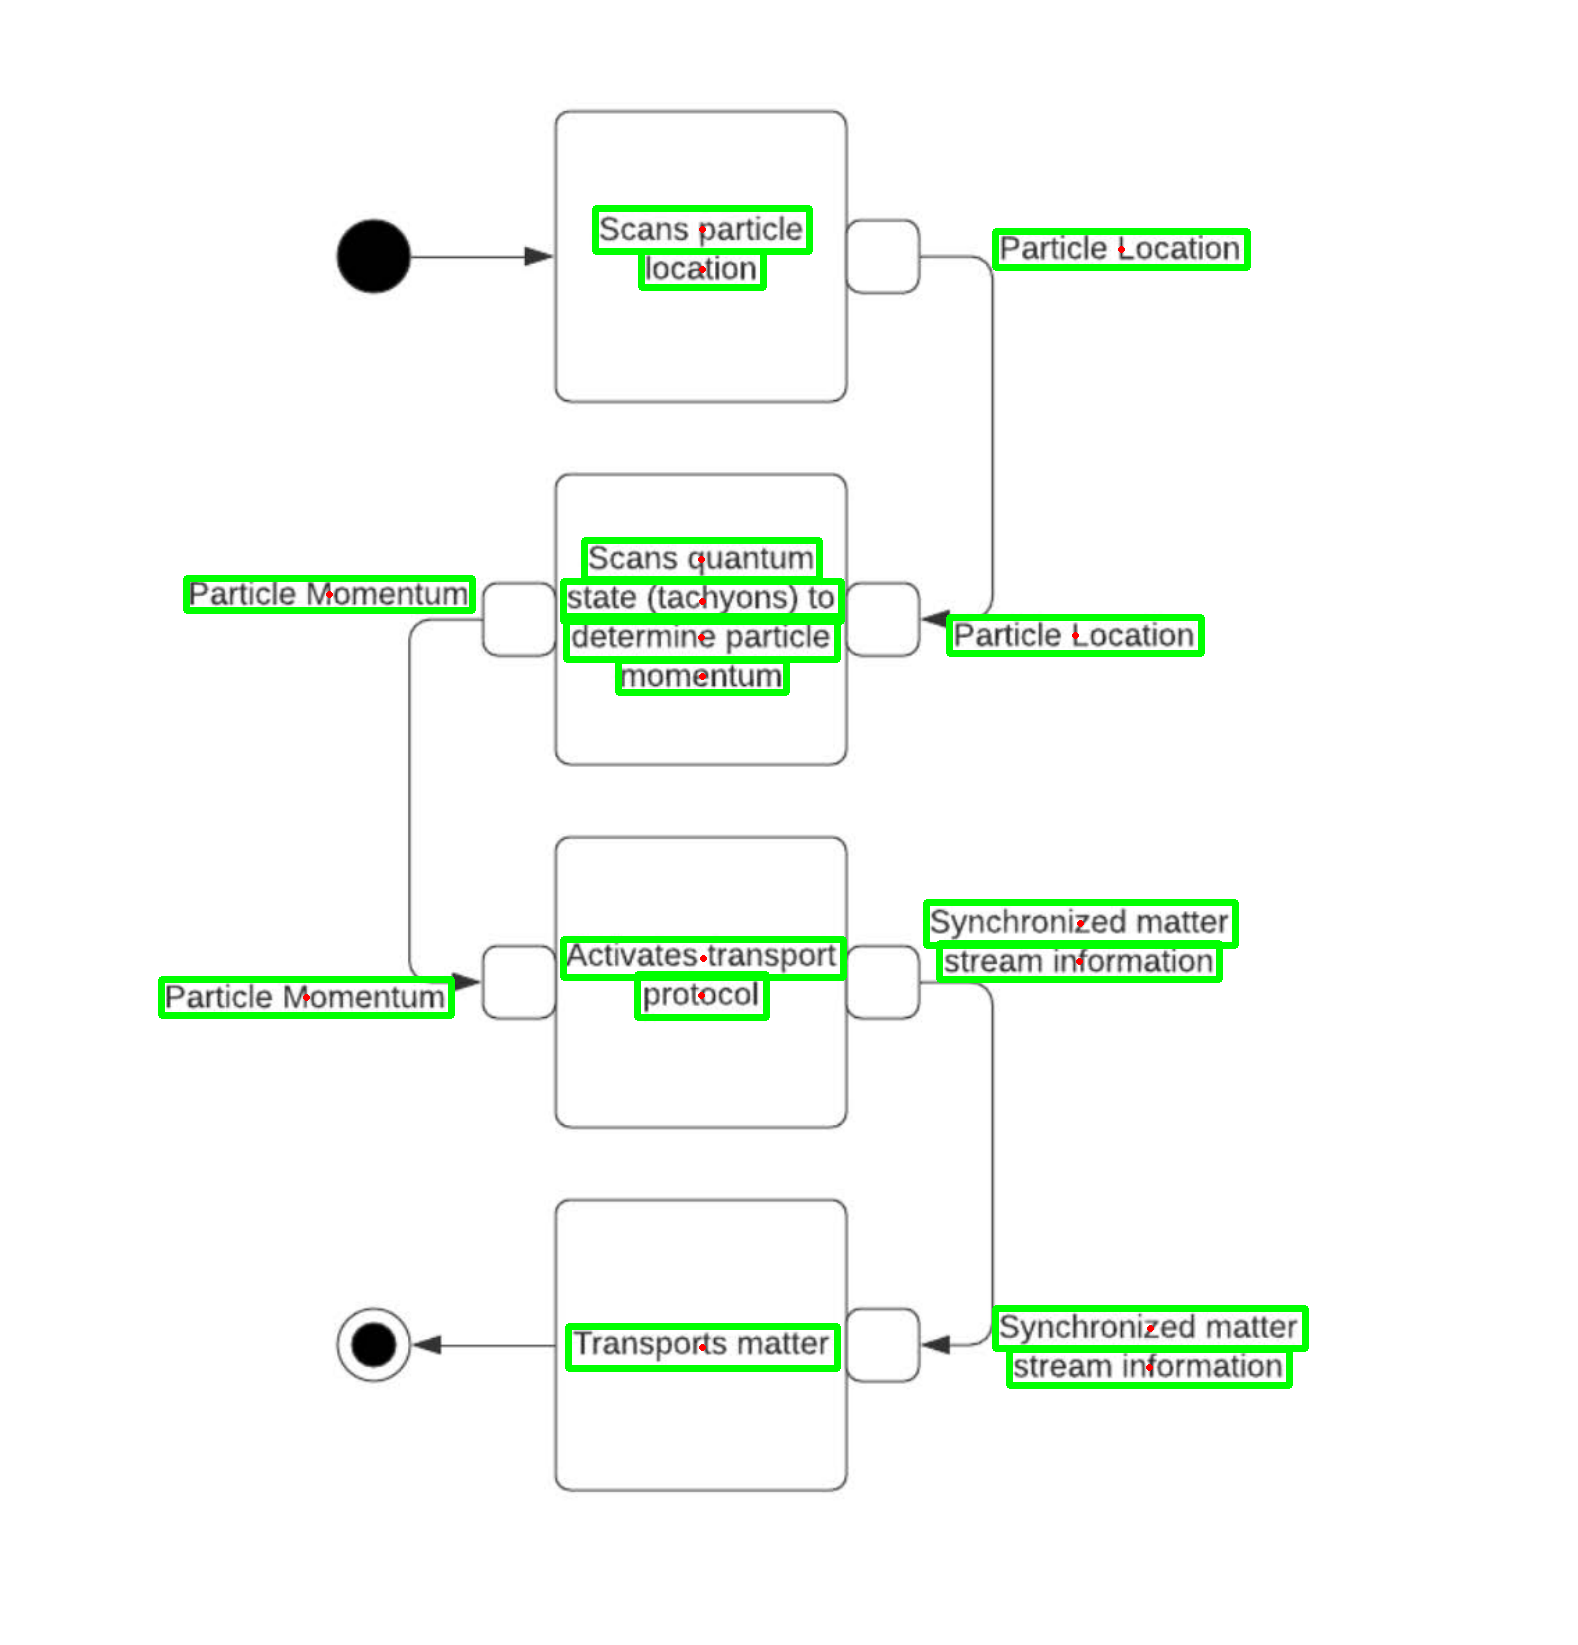 Scans particle
location
Particle Location
Scans quantum
state (tachyons) to
determine particle
momentum
Particle Momentum
Particle Location
Activates transport
protocol
Particle Momentum
Synchronized matter
stream information
Transports matter
Synchronized matter
stream information